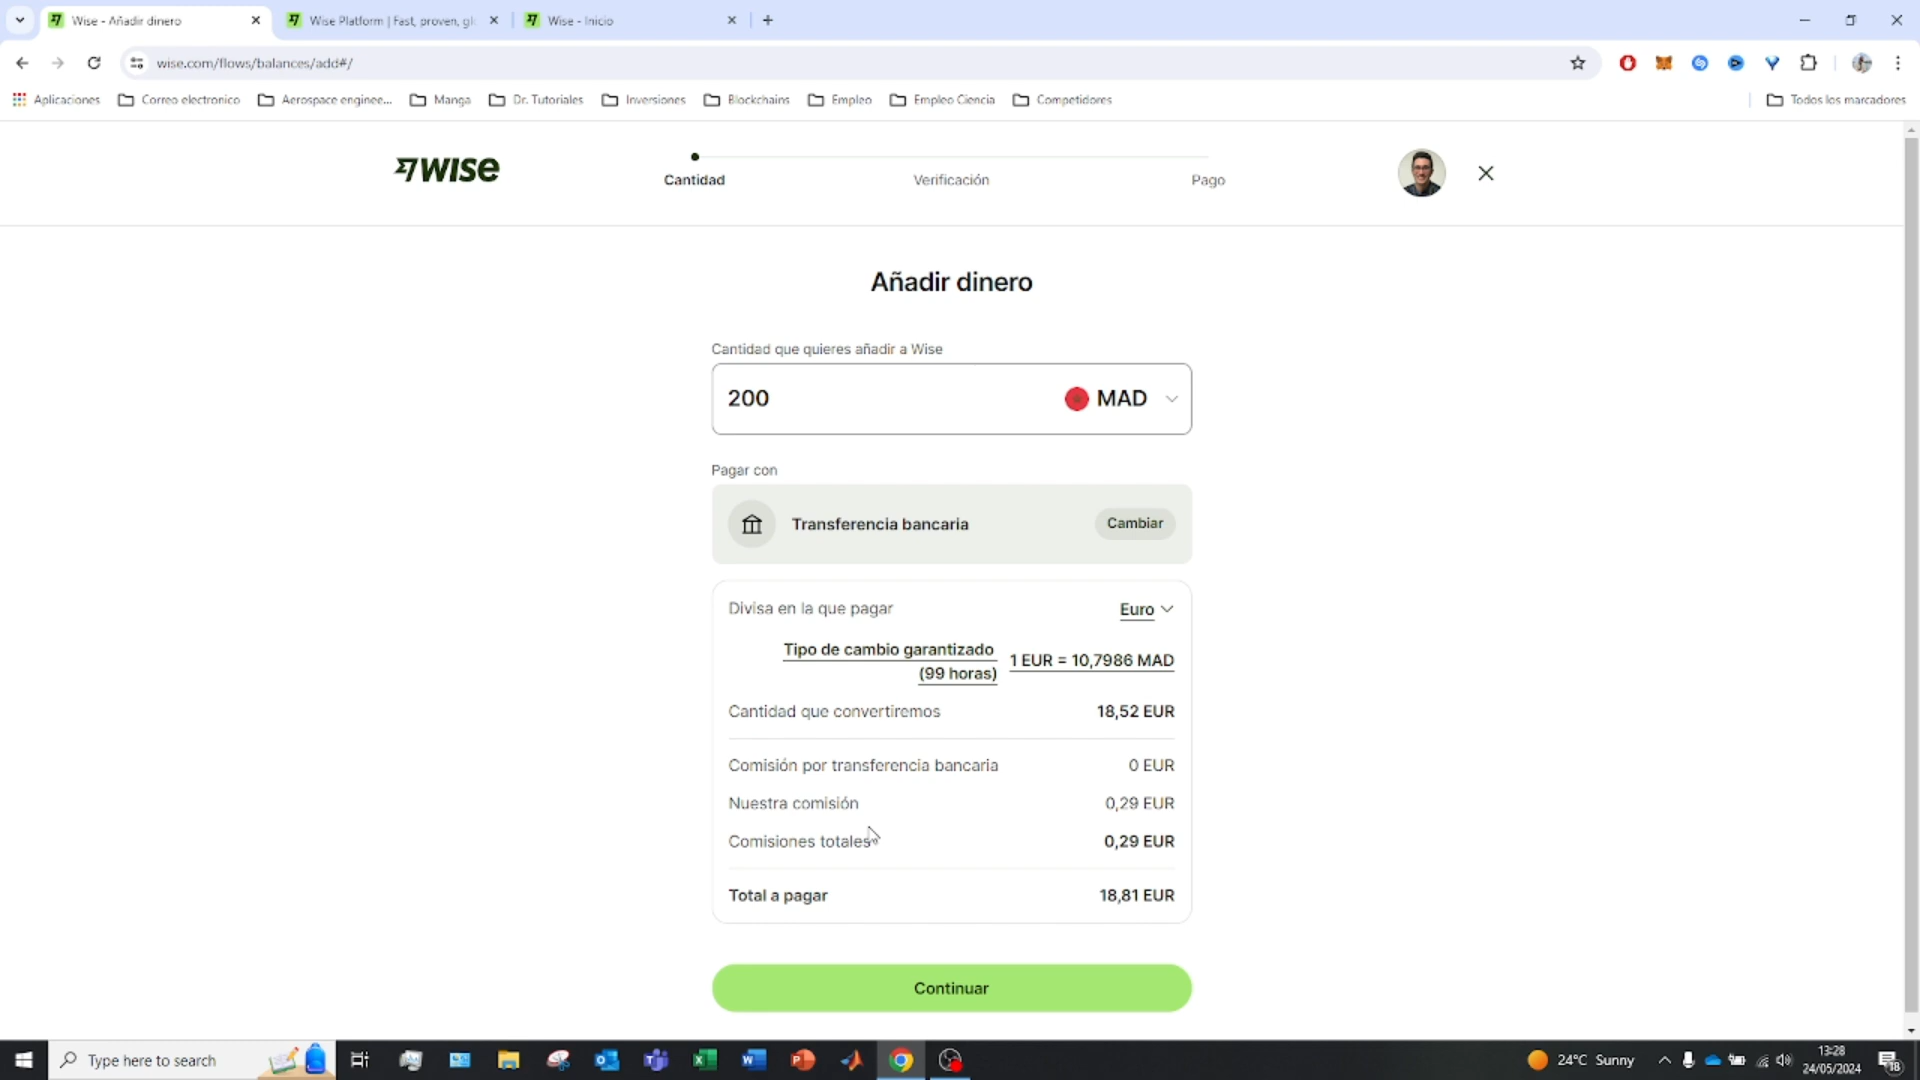 Wise - Añadir dinero
Wise Platform | Fast, proven, gl
Wise - Inicio
wise.com/flows/balances/add#/
Aplicaciones
Correo electronico
Aerospace enginee...
Manga
Dr. Tutoriales
Inversiones
Blockchains
Empleo
Empleo Ciencia
Competidores
Todos los marcadores
WISE
Cantidad
Verificación
Pago
Añadir dinero
Cantidad que quieres añadir a Wise
200
MAD
Pagar con
Transferencia bancaria
Cambiar
Divisa en la que pagar
Euro
Tipo de cambio garantizado
(99 horas)
1 EUR = 10,7986 MAD
Cantidad que convertiremos
18,52 EUR
Comisión por transferencia bancaria
0 EUR
Nuestra comisión
0,29 EUR
Comisiones totales
0,29 EUR
Total a pagar
18,81 EUR
Continuar
Type here to search
24°C Sunny
13:28
24/05/2024
18